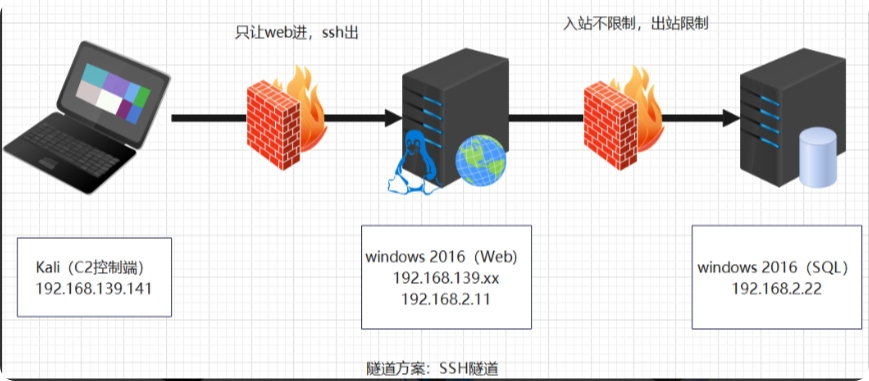 只让web进，ssh出
入站不限制，出站限制
Kali（C2控制端）
192.168.139.141
windows 2016（Web）
192.168.139.xx
192.168.2.11
windows 2016（SQL）
192.168.2.22
隧道方案：SSH隧道